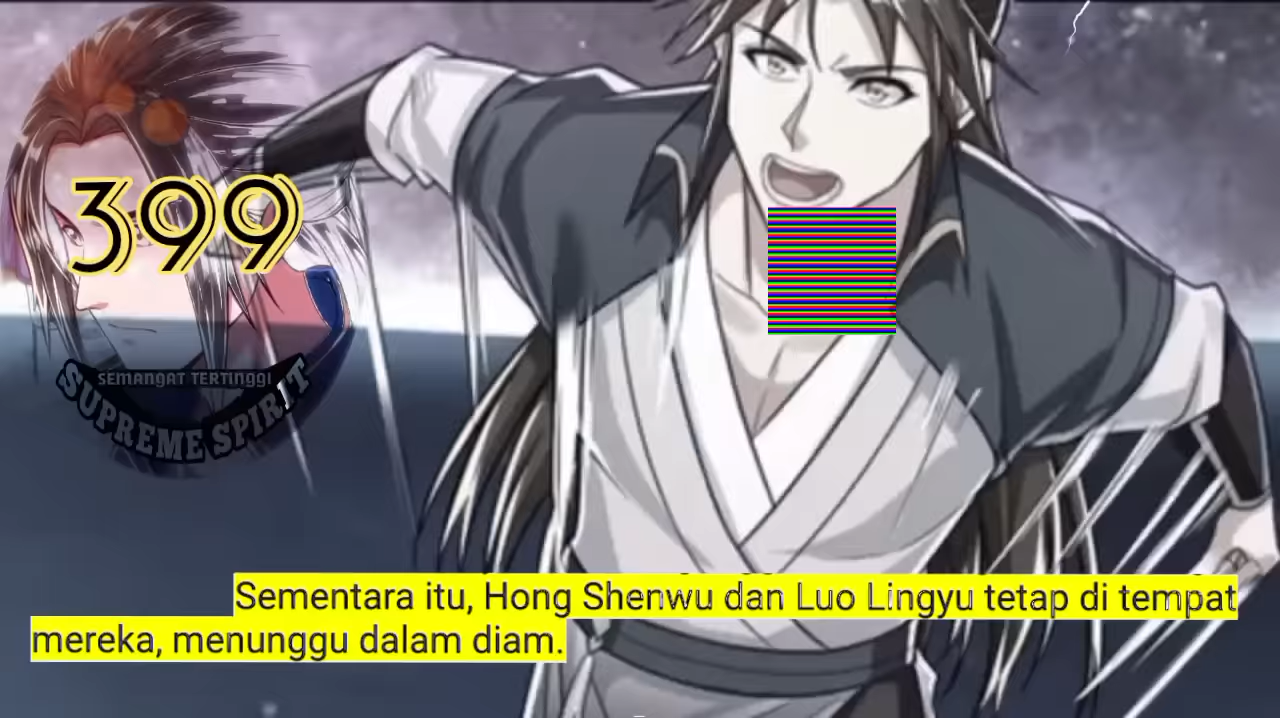 399
SEMANGAT TERTINGGI
SUPREME SPIRIT
Sementara itu, Hong Shenwu dan Luo Lingyu tetap di tempat
mereka, menunggu dalam diam.